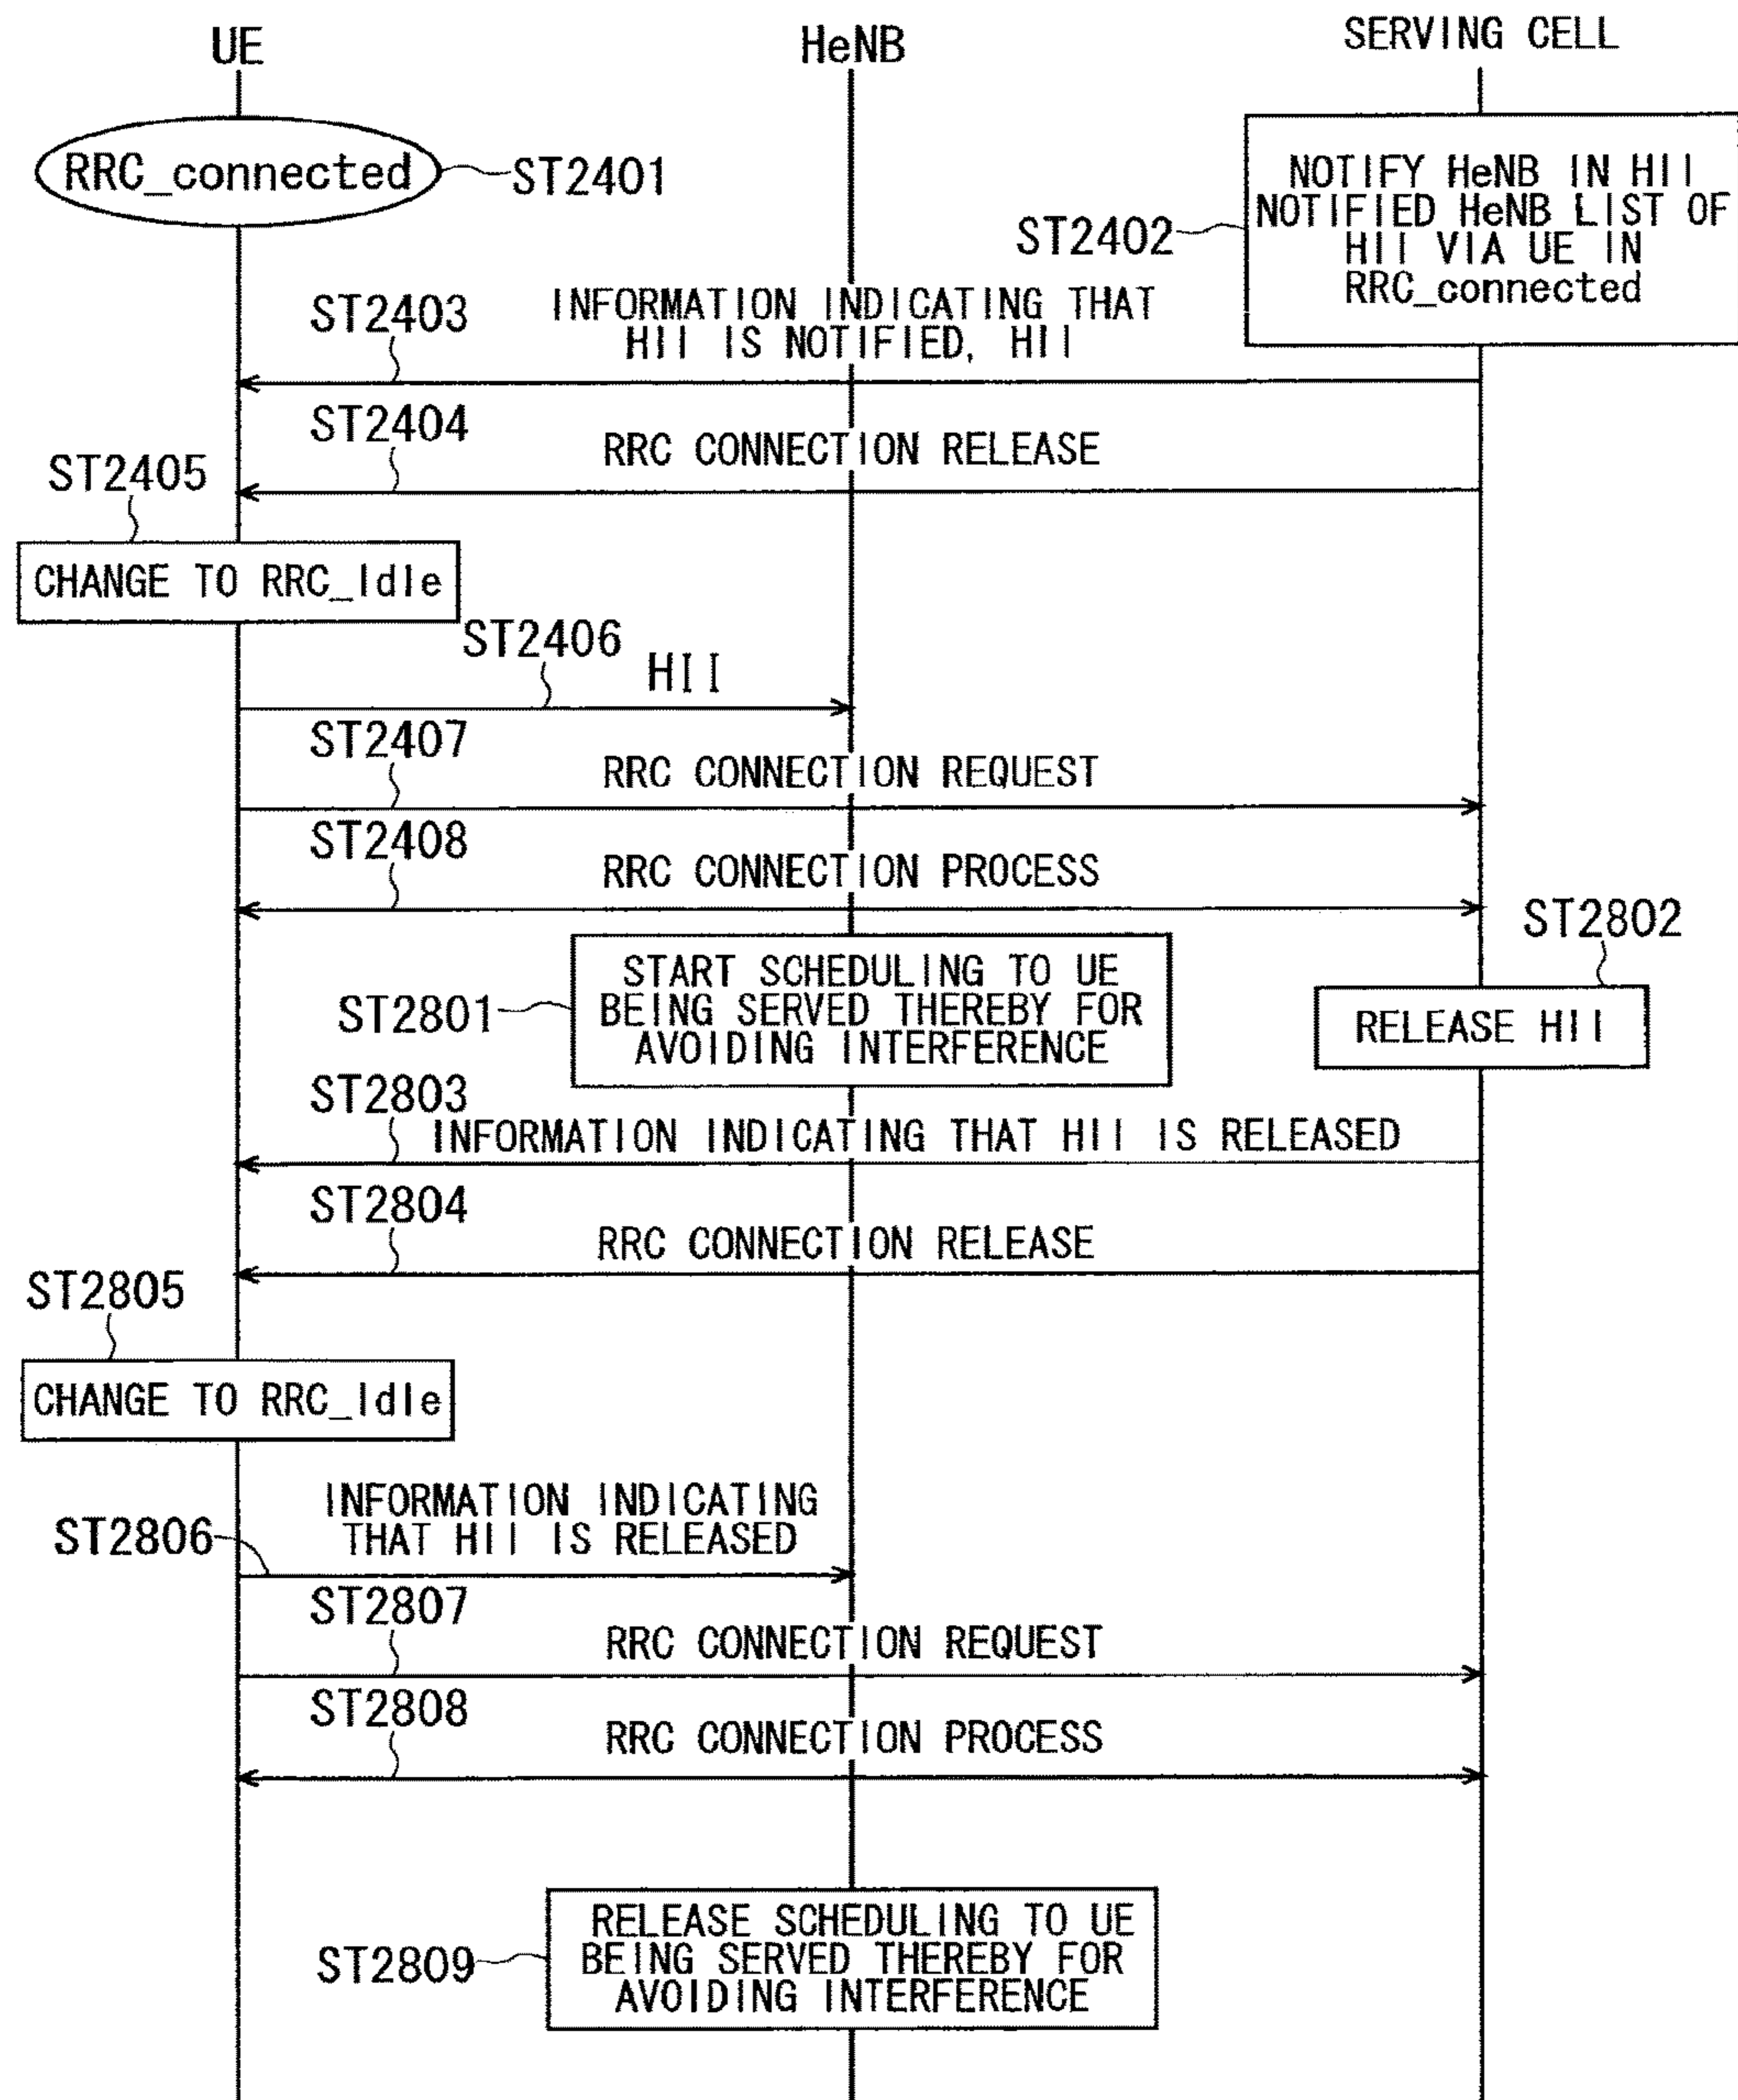 UE
HeNB
SERVING CELL
RRC_connected
ST2401
ST2402
NOTIFY HeNB IN HII
NOTIFIED HeNB LIST OF
HII VIA UE IN
RRC_connected
ST2403
INFORMATION INDICATING THAT
HII IS NOTIFIED, HII
ST2404
RRC CONNECTION RELEASE
ST2405
CHANGE TO RRC_Idle
ST2406
HII
ST2407
RRC CONNECTION REQUEST
ST2408
RRC CONNECTION PROCESS
ST2801
START SCHEDULING TO UE
BEING SERVED THEREBY FOR
AVOIDING INTERFERENCE
ST2802
RELEASE HII
ST2803
INFORMATION INDICATING THAT HII IS RELEASED
ST2804
RRC CONNECTION RELEASE
ST2805
CHANGE TO RRC_Idle
ST2806
INFORMATION INDICATING
THAT HII IS RELEASED
ST2807
RRC CONNECTION REQUEST
ST2808
RRC CONNECTION PROCESS
ST2809
RELEASE SCHEDULING TO UE
BEING SERVED THEREBY FOR
AVOIDING INTERFERENCE